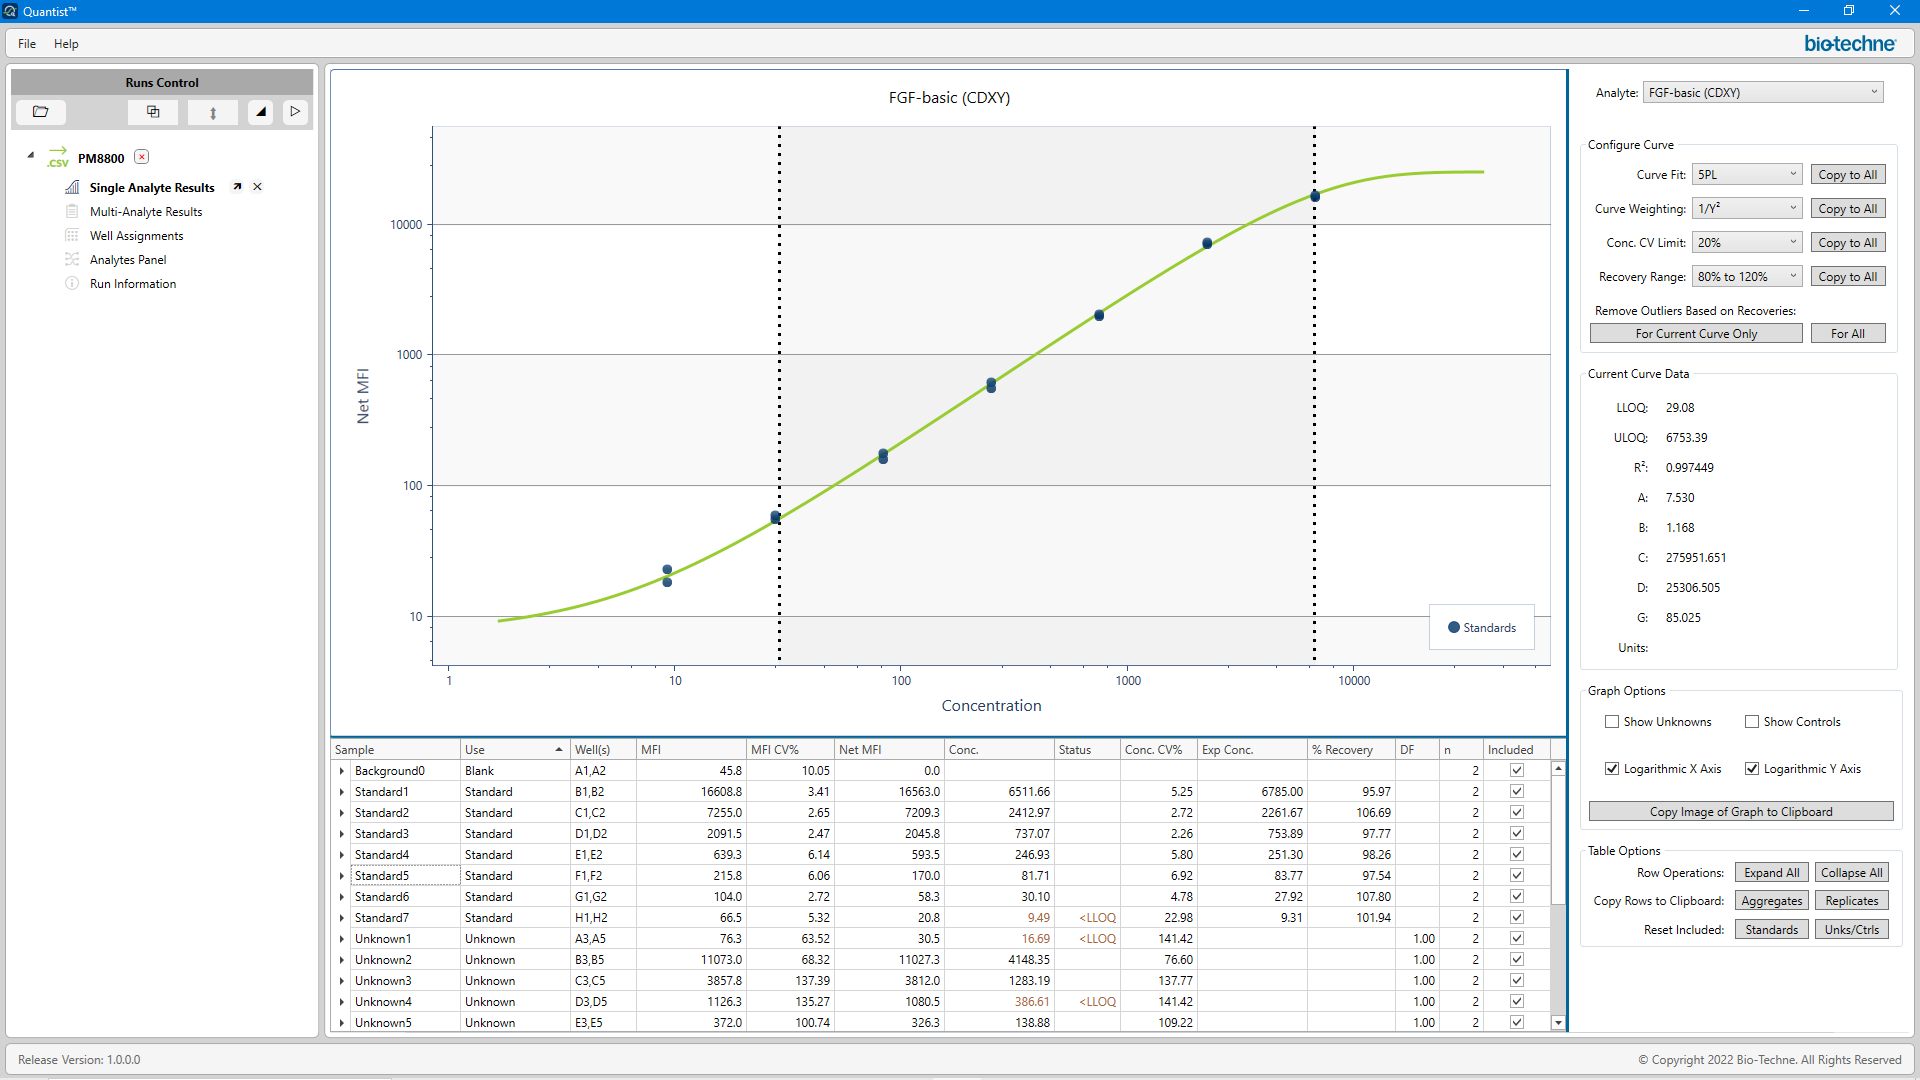 Quantist™
File Help
bio-techne®
Runs Control
.CSV PM8800
Single Analyte Results
Multi-Analyte Results
Well Assignments
Analytes Panel
Run Information
FGF-basic (CDXY)
Net MFI
10000
1000
100
10
1 10 100 1000 10000
Concentration
Standards
Analyte: FGF-basic (CDXY)
Configure Curve
Curve Fit: 5PL Copy to All
Curve Weighting: 1/Y² Copy to All
Conc. CV Limit: 20% Copy to All
Recovery Range: 80% to 120% Copy to All
Remove Outliers Based on Recoveries:
For Current Curve Only For All
Current Curve Data
LLOQ: 29.08
ULOQ: 6753.39
R²: 0.997449
A: 7.530
B: 1.168
C: 275951.651
D: 25306.505
G: 85.025
Units:
Graph Options
Show Unknowns Show Controls
Logarithmic X Axis Logarithmic Y Axis
Copy Image of Graph to Clipboard
Table Options
Row Operations: Expand All Collapse All
Copy Rows to Clipboard: Aggregates Replicates
Reset Included: Standards Unks/Ctrls
Sample Use Well(s) MFI MFI CV% Net MFI Conc. Status Conc. CV% Exp Conc. % Recovery DF n Included
Background0 Blank A1,A2 45.8 10.05 0.0 2
Standard1 Standard B1,B2 16608.8 3.41 16563.0 6511.66 5.25 6785.00 95.97 2
Standard2 Standard C1,C2 7255.0 2.65 7209.3 2412.97 2.72 2261.67 106.69 2
Standard3 Standard D1,D2 2091.5 2.47 2045.8 737.07 2.26 753.89 97.77 2
Standard4 Standard E1,E2 639.3 6.14 593.5 246.93 5.80 251.30 98.26 2
Standard5 Standard F1,F2 215.8 6.06 170.0 81.71 6.92 83.77 97.54 2
Standard6 Standard G1,G2 104.0 2.72 58.3 30.10 4.78 27.92 107.80 2
Standard7 Standard H1,H2 66.5 5.32 20.8 9.49 <LLOQ 22.98 9.31 101.94 2
Unknown1 Unknown A3,A5 76.3 63.52 30.5 16.69 <LLOQ 141.42 1.00 2
Unknown2 Unknown B3,B5 11073.0 68.32 11027.3 4148.35 76.60 1.00 2
Unknown3 Unknown C3,C5 3857.8 137.39 3812.0 1283.19 137.77 1.00 2
Unknown4 Unknown D3,D5 1126.3 135.27 1080.5 386.61 <LLOQ 141.42 1.00 2
Unknown5 Unknown E3,E5 372.0 100.74 326.3 138.88 109.22 1.00 2
Release Version: 1.0.0.0
© Copyright 2022 Bio-Techne. All Rights Reserved